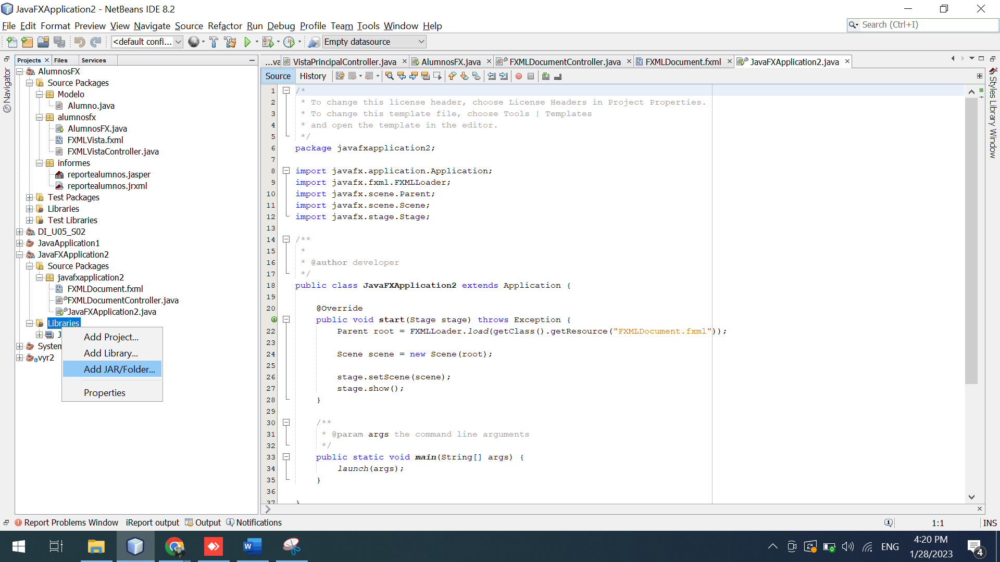 JavaFXApplication2 - NetBeans IDE 8.2
File Edit Format Preview View Navigate Source Refactor Run Debug Profile Team Tools Window Help
Search (Ctrl+I)
<default confi...
Empty datasource
Projects Files Services
Navigator
AlumnosFX
Source Packages
Modelo
Alumno.java
alumnosfx
AlumnosFX.java
FXMLVista.fxml
FXMLVistaController.java
informes
reportealumnos.jasper
reportealumnos.jrxml
Test Packages
Libraries
Test Libraries
DI_U05_S02
JavaApplication1
JavaFXApplication2
Source Packages
javafxapplication2
FXMLDocument.fxml
FXMLDocumentController.java
JavaFXApplication2.java
Libraries
J
System
vyr2
Add Project...
Add Library...
Add JAR/Folder...
Properties
...va VistaPrincipalController.java AlumnosFX.java FXMLDocumentController.java FXMLDocument.fxml JavaFXApplication2.java
Source History
1 /*
2 * To change this license header, choose License Headers in Project Properties.
3 * To change this template file, choose Tools | Templates
4 * and open the template in the editor.
5 */
6 package javafxapplication2;
7
8 import javafx.application.Application;
9 import javafx.fxml.FXMLLoader;
10 import javafx.scene.Parent;
11 import javafx.scene.Scene;
12 import javafx.stage.Stage;
13
14 /**
15 *
16 * @author developer
17 */
18 public class JavaFXApplication2 extends Application {
19
20 @Override
public void start(Stage stage) throws Exception {
22 Parent root = FXMLLoader.load(getClass().getResource("FXMLDocument.fxml"));
23
24 Scene scene = new Scene(root);
25
26 stage.setScene(scene);
27 stage.show();
28 }
29
30 /**
31 * @param args the command line arguments
32 */
33 public static void main(String[] args) {
34 launch(args);
35 }
36
37 }
Styles Library Window
Report Problems Window iReport output Output Notifications
1:1 INS
ENG
4:20 PM
1/28/2023
4